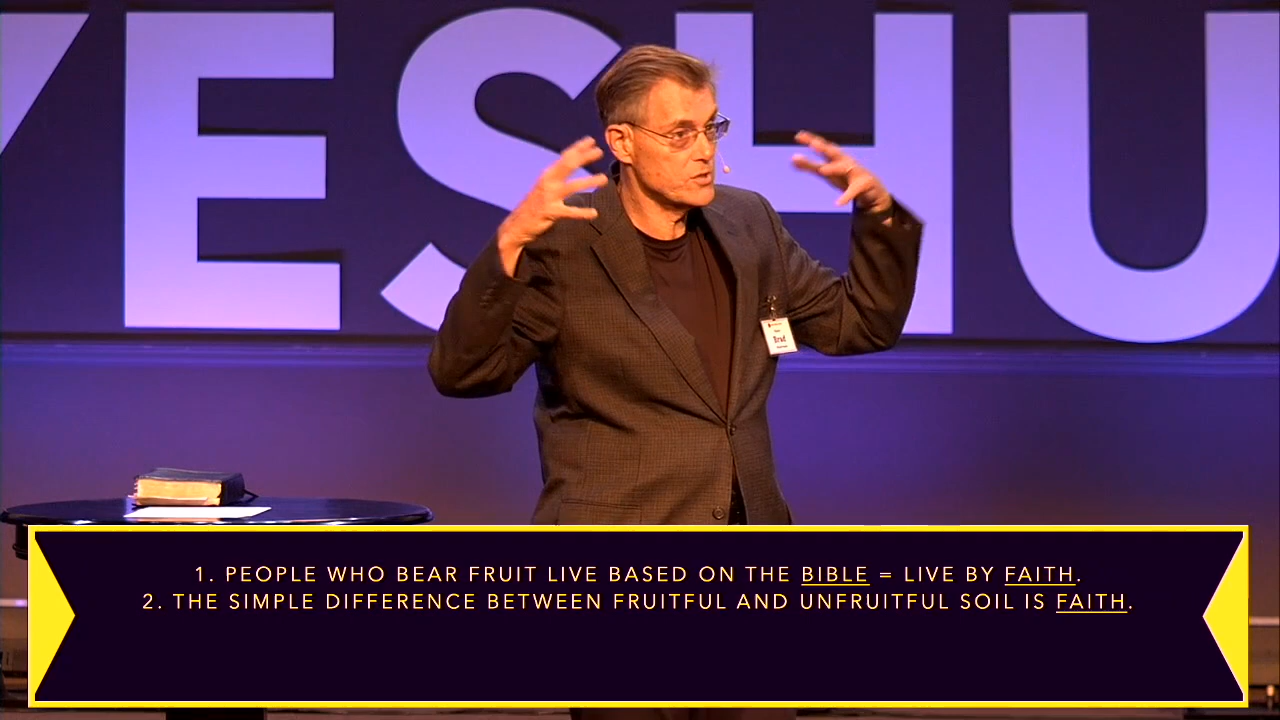 YESHU
Brad
1. PEOPLE WHO BEAR FRUIT LIVE BASED ON THE BIBLE = LIVE BY FAITH.
2. THE SIMPLE DIFFERENCE BETWEEN FRUITFUL AND UNFRUITFUL SOIL IS FAITH.